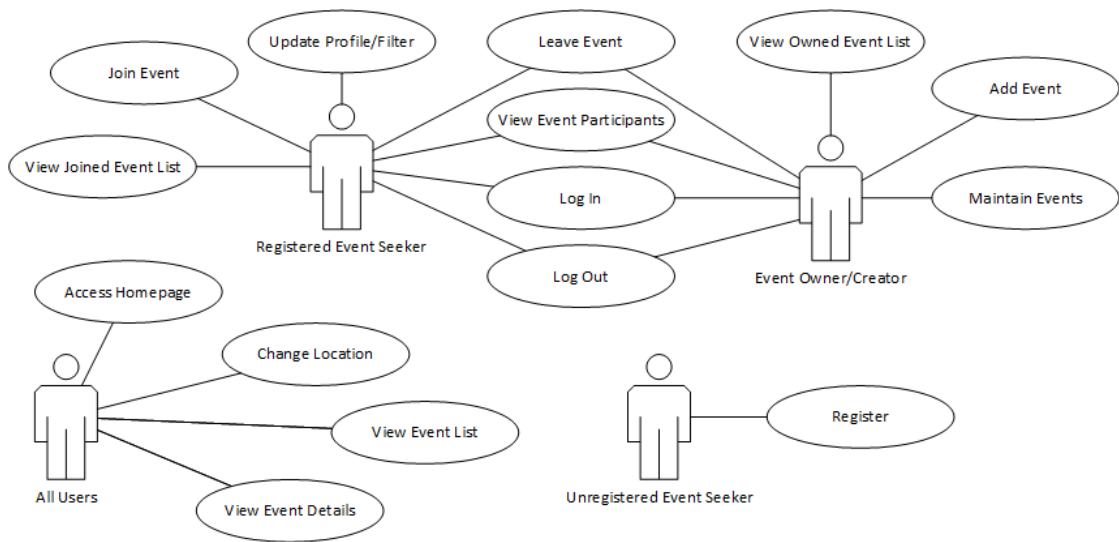 Update Profile/Filter
Leave Event
View Owned Event List
Join Event
Add Event
View Event Participants
View Joined Event List
Log In
Maintain Events
Registered Event Seeker
Log Out
Event Owner/Creator
Access Homepage
Change Location
Register
View Event List
All Users
Unregistered Event Seeker
View Event Details